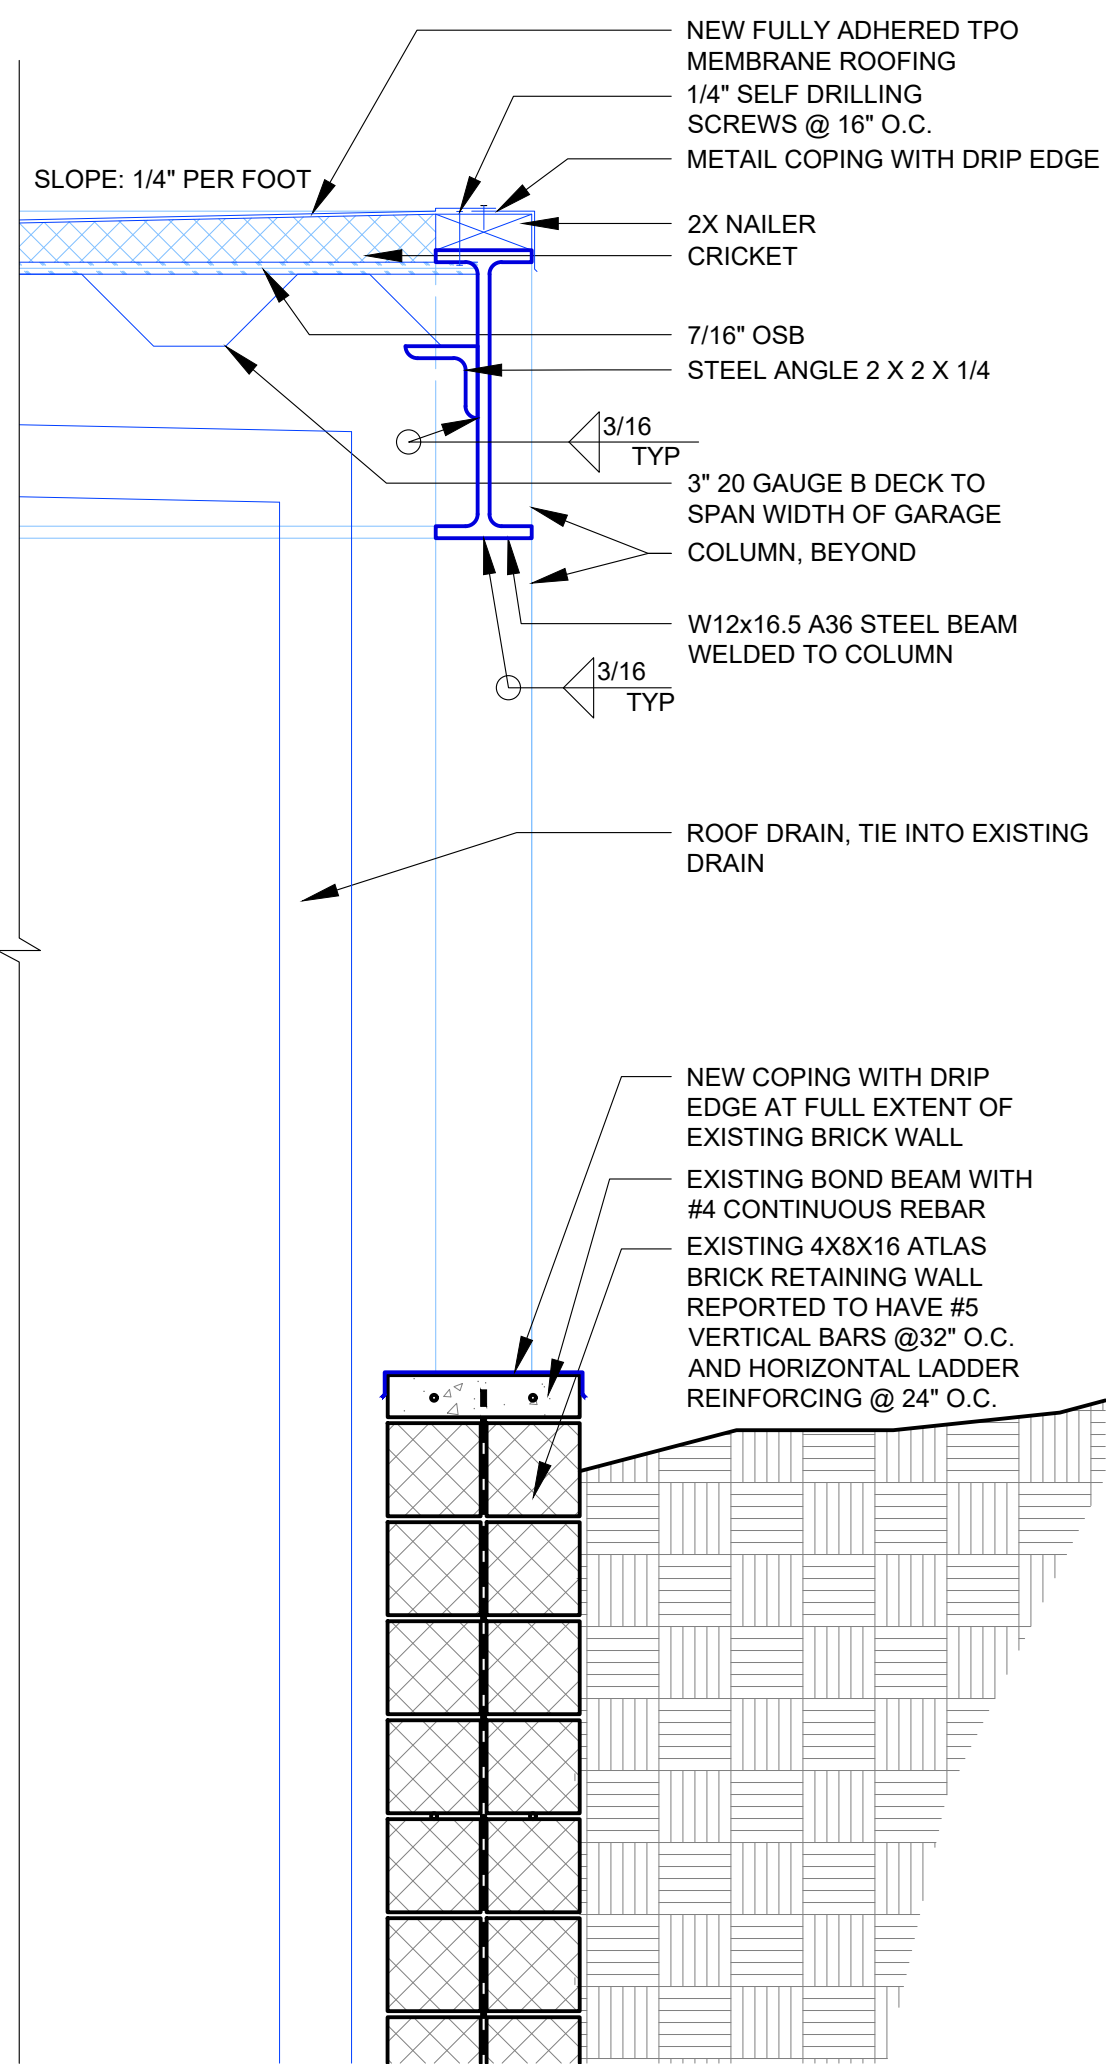 NEW FULLY ADHERED TPO
MEMBRANE ROOFING
1/4" SELF DRILLING
SCREWS @ 16" O.C.
METAIL COPING WITH DRIP EDGE
SLOPE: 1/4" PER FOOT
2X NAILER
CRICKET
7/16" OSB
STEEL ANGLE 2 X 2 X 1/4
3/16
TYP
3" 20 GAUGE B DECK TO
SPAN WIDTH OF GARAGE
COLUMN, BEYOND
W12x16.5 A36 STEEL BEAM
WELDED TO COLUMN
3/16
TYP
ROOF DRAIN, TIE INTO EXISTING
DRAIN
NEW COPING WITH DRIP
EDGE AT FULL EXTENT OF
EXISTING BRICK WALL
EXISTING BOND BEAM WITH
#4 CONTINUOUS REBAR
EXISTING 4X8X16 ATLAS
BRICK RETAINING WALL
REPORTED TO HAVE #5
VERTICAL BARS @32" O.C.
AND HORIZONTAL LADDER
REINFORCING @ 24" O.C.